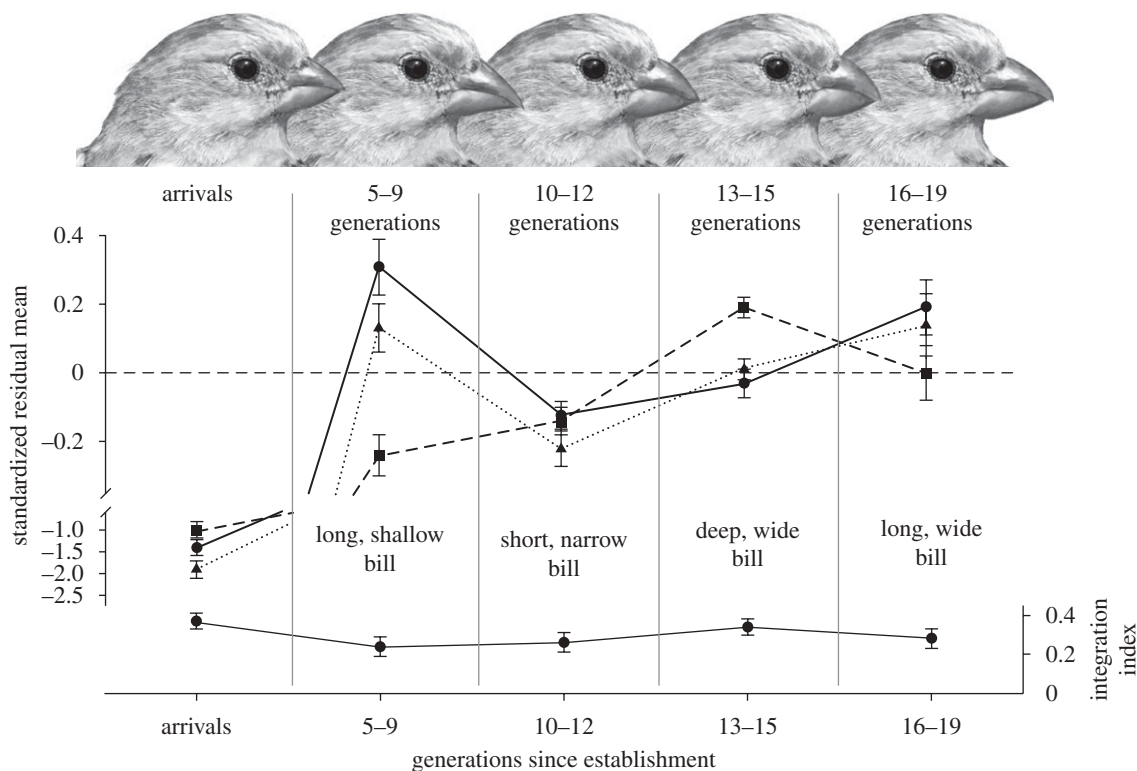 arrivals
5–9
generations
10–12
generations
13–15
generations
16–19
generations
0.4
0.2
0
–0.2
–1.0
–1.5
–2.0
–2.5
standardized residual mean
long, shallow
bill
short, narrow
bill
deep, wide
bill
long, wide
bill
0.4
0.2
0
integration
index
arrivals
5–9
10–12
13–15
16–19
generations since establishment